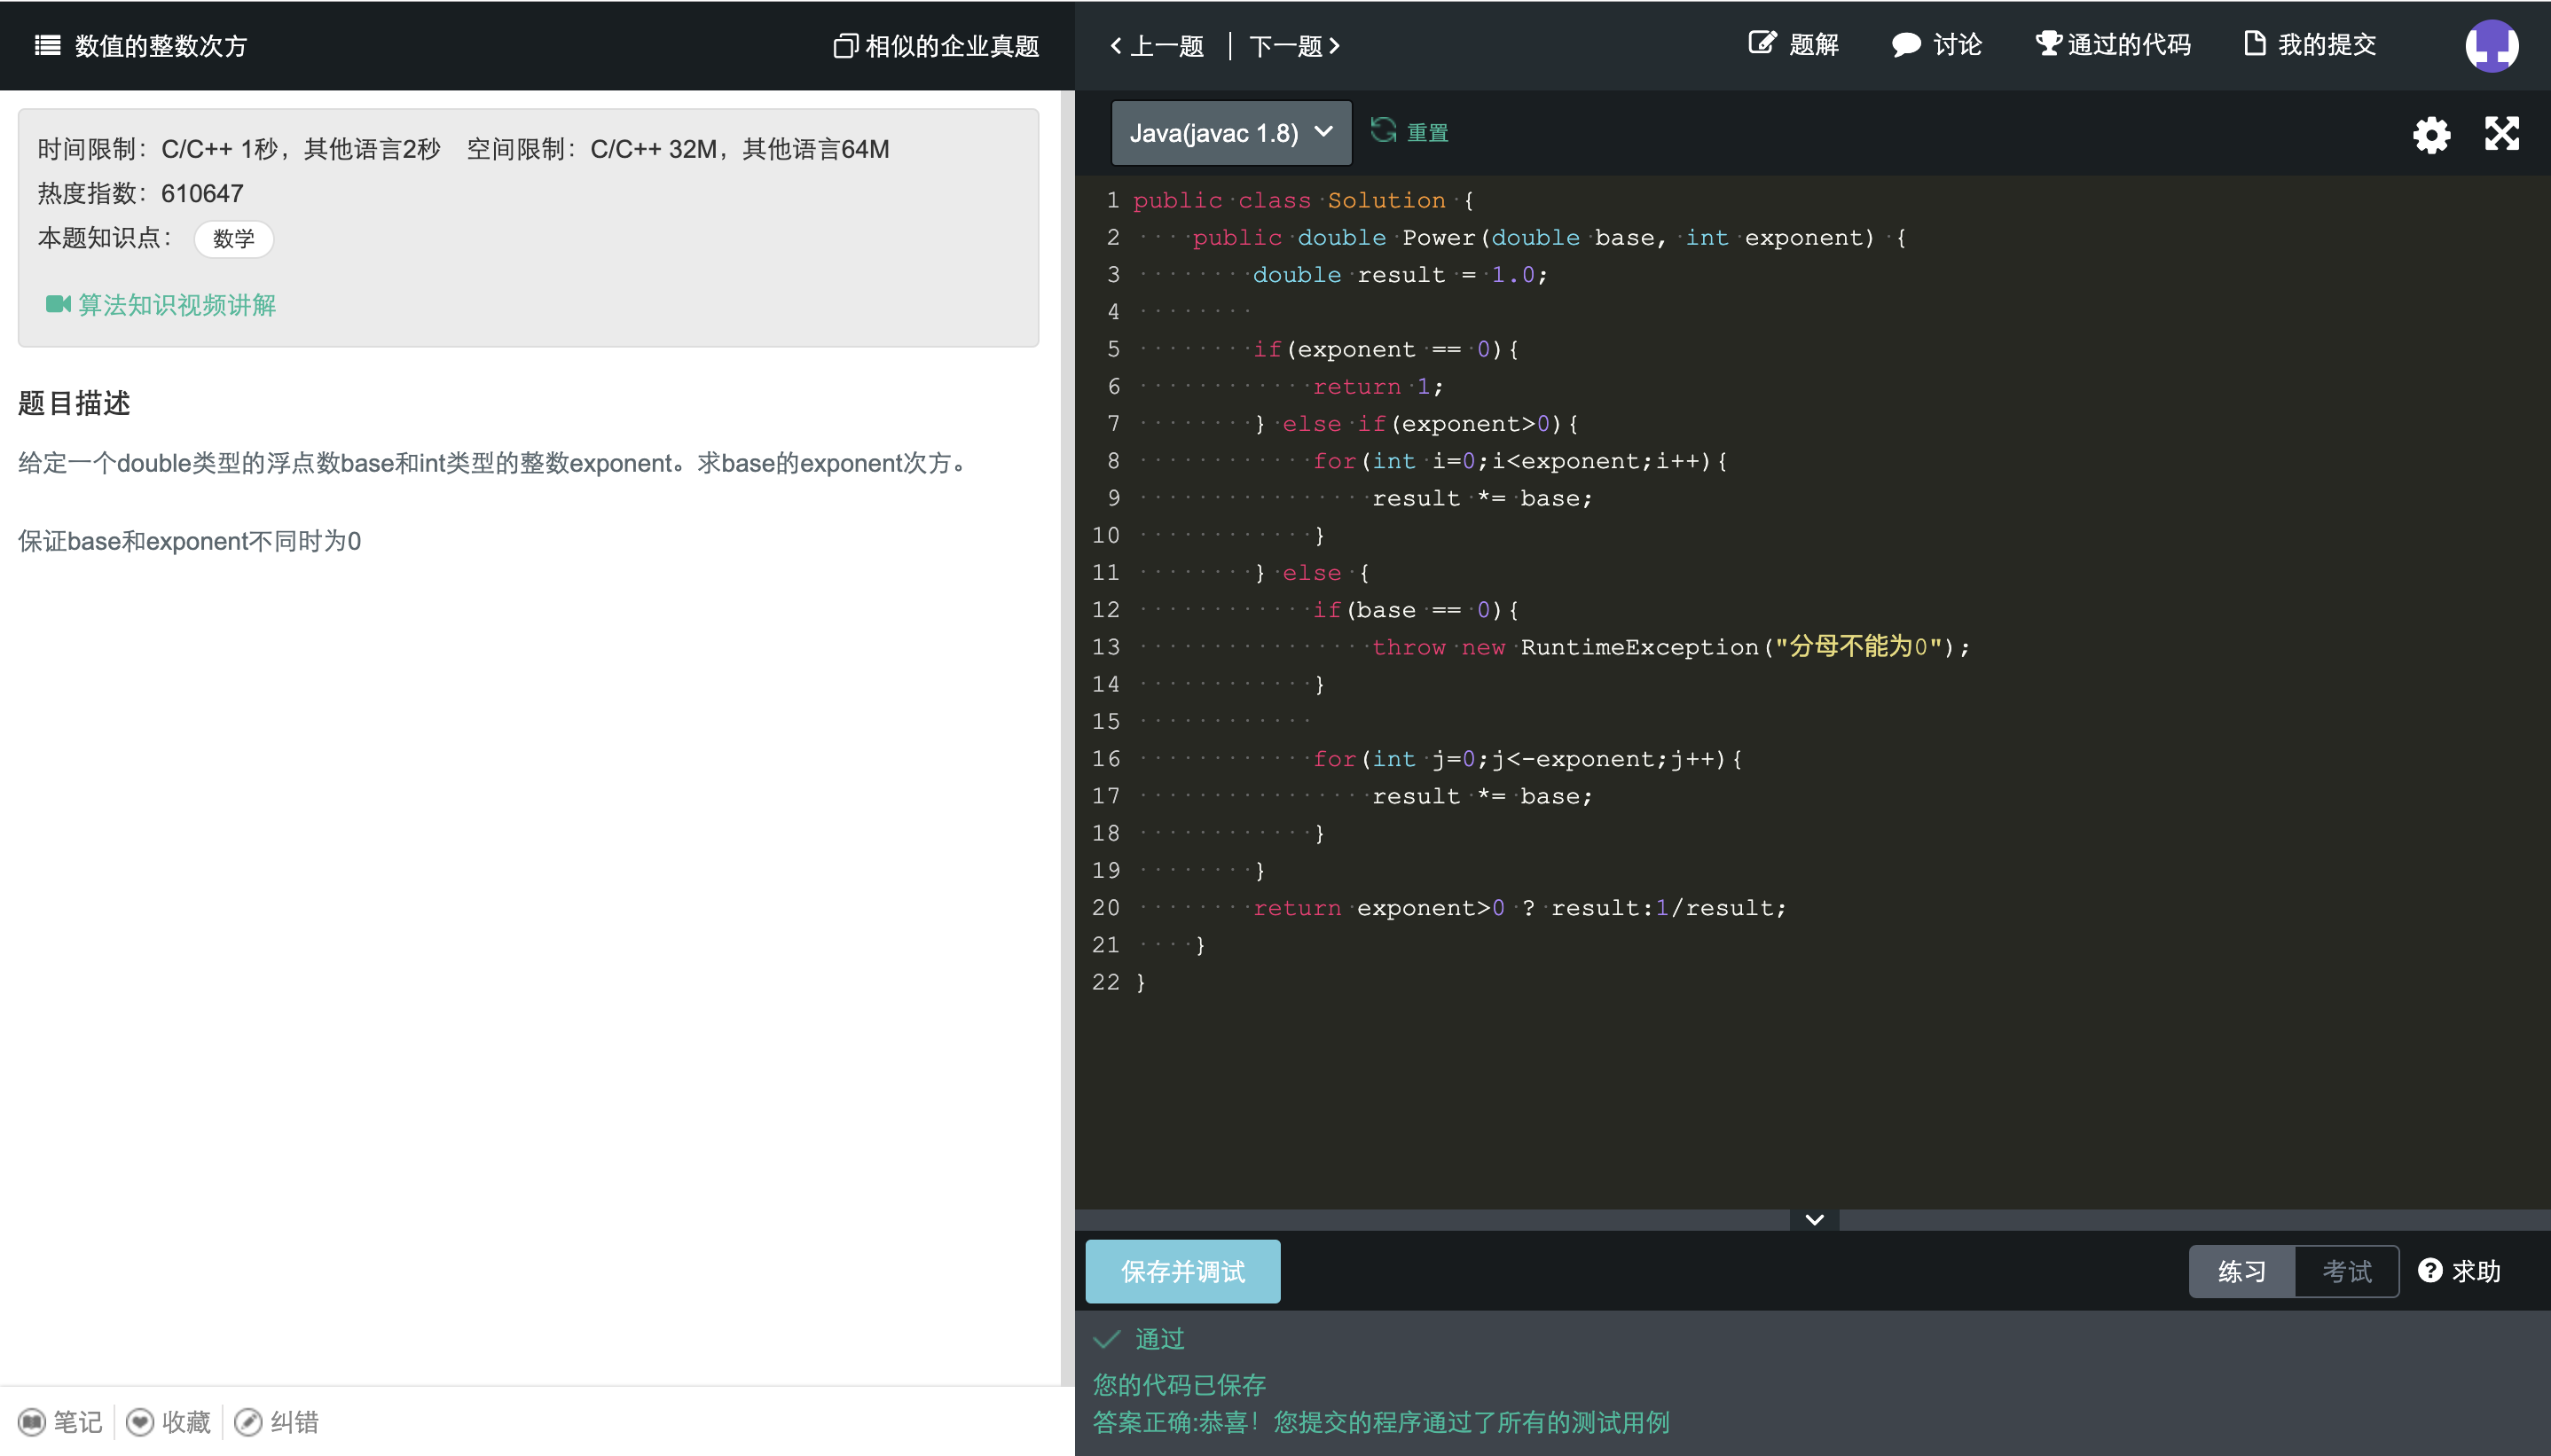 数值的整数次方
相似的企业真题
时间限制：C/C++ 1秒，其他语言2秒 空间限制：C/C++ 32M，其他语言64M
热度指数：610647
本题知识点： 数学
算法知识视频讲解
题目描述
给定一个double类型的浮点数base和int类型的整数exponent。求base的exponent次方。
保证base和exponent不同时为0
笔记 收藏 纠错
上一题 下一题
题解 讨论 通过的代码 我的提交
Java(javac 1.8) 重置
1 public class Solution {
2     public double Power(double base, int exponent) {
3         double result = 1.0;
4
5         if(exponent == 0){
6             return 1;
7         } else if(exponent>0){
8             for(int i=0;i<exponent;i++){
9                 result *= base;
10             }
11         } else {
12             if(base == 0){
13                 throw new RuntimeException("分母不能为0");
14             }
15
16             for(int j=0;j<-exponent;j++){
17                 result *= base;
18             }
19         }
20         return exponent>0 ? result:1/result;
21     }
22 }
保存并调试
练习 考试 求助
通过
您的代码已保存
答案正确:恭喜！您提交的程序通过了所有的测试用例